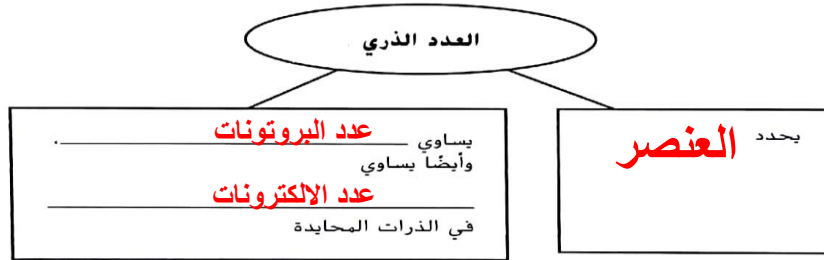 العدد الذري
يحدد العنصر
يساوي عدد البروتونات.
وأيضًا يساوي
عدد الالكترونات
في الذرات المحايدة